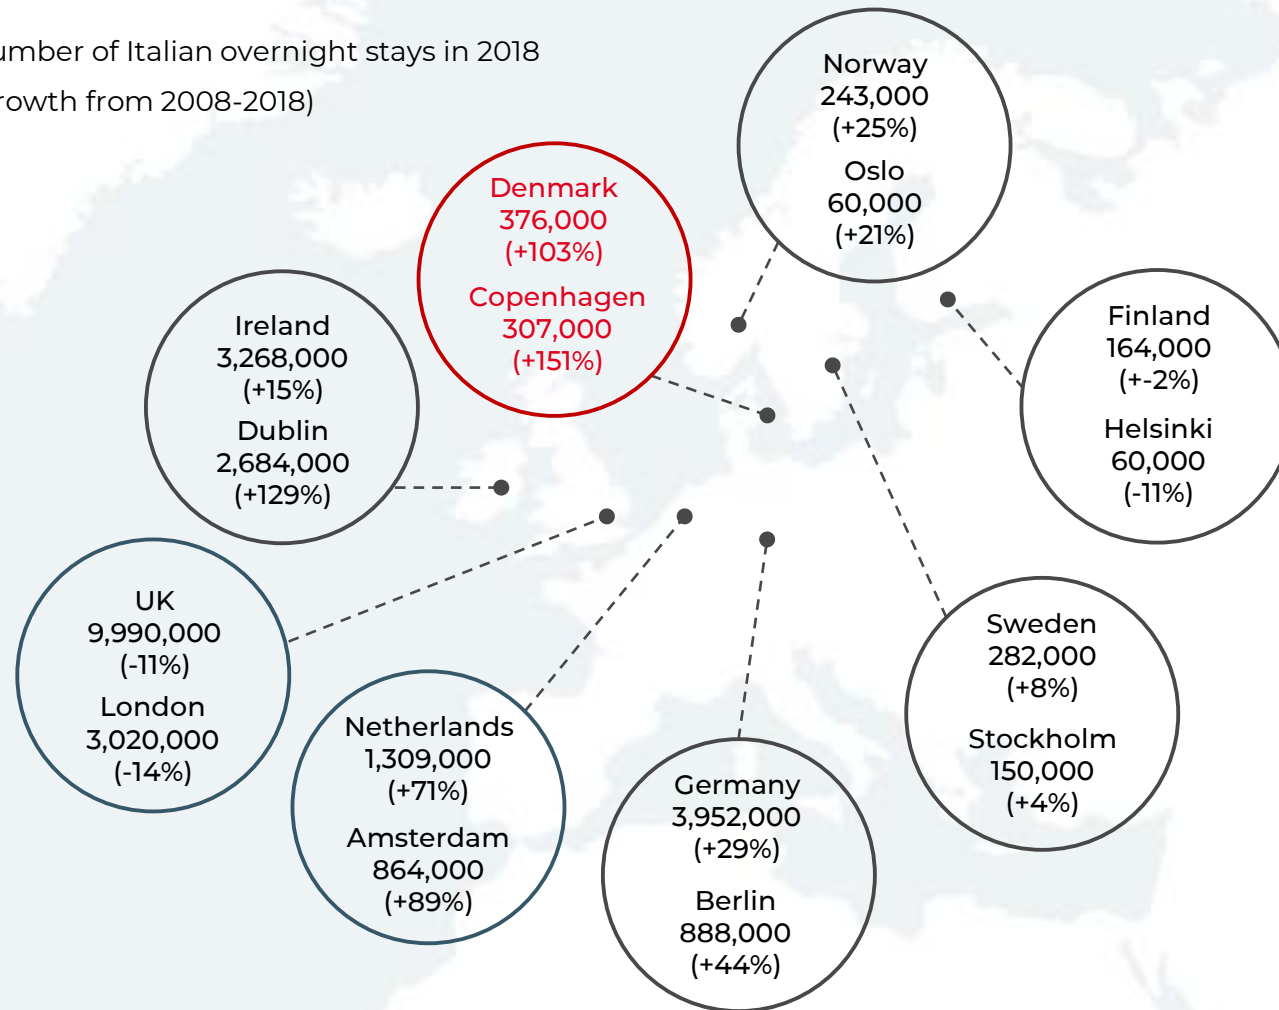 umber of Italian overnight stays in 2018
rowth from 2008-2018)
Norway
243,000
(+25%)
Oslo
60,000
(+21%)
Denmark
376,000
(+103%)
Copenhagen
307,000
(+151%)
Ireland
3,268,000
(+15%)
Dublin
2,684,000
(+129%)
Finland
164,000
(+-2%)
Helsinki
60,000
(-11%)
UK
9,990,000
(-11%)
London
3,020,000
(-14%)
Netherlands
1,309,000
(+71%)
Amsterdam
864,000
(+89%)
Germany
3,952,000
(+29%)
Berlin
888,000
(+44%)
Sweden
282,000
(+8%)
Stockholm
150,000
(+4%)